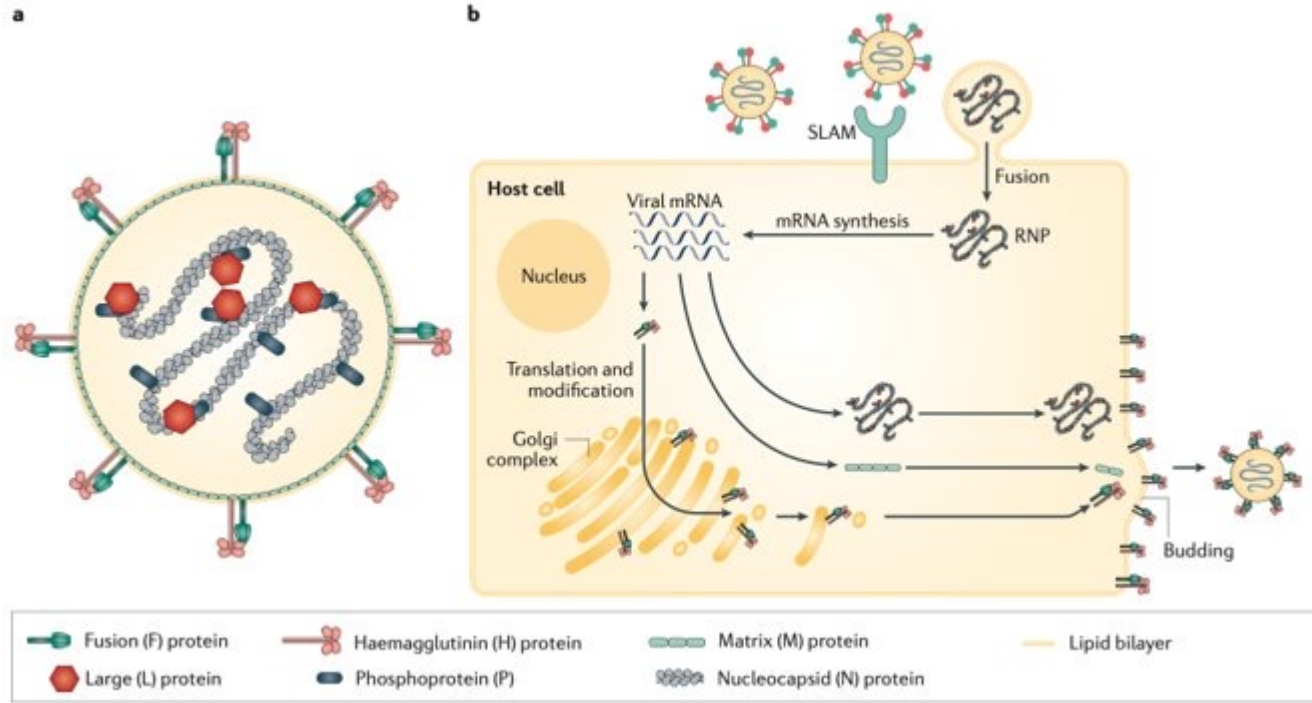 a
b
SLAM
Host cell
Fusion
Viral mRNA
mRNA synthesis
RNP
Nucleus
Translation and
modification
Golgi
complex
Budding
Fusion (F) protein
Haemagglutinin (H) protein
Matrix (M) protein
Lipid bilayer
Large (L) protein
Phosphoprotein (P)
Nucleocapsid (N) protein